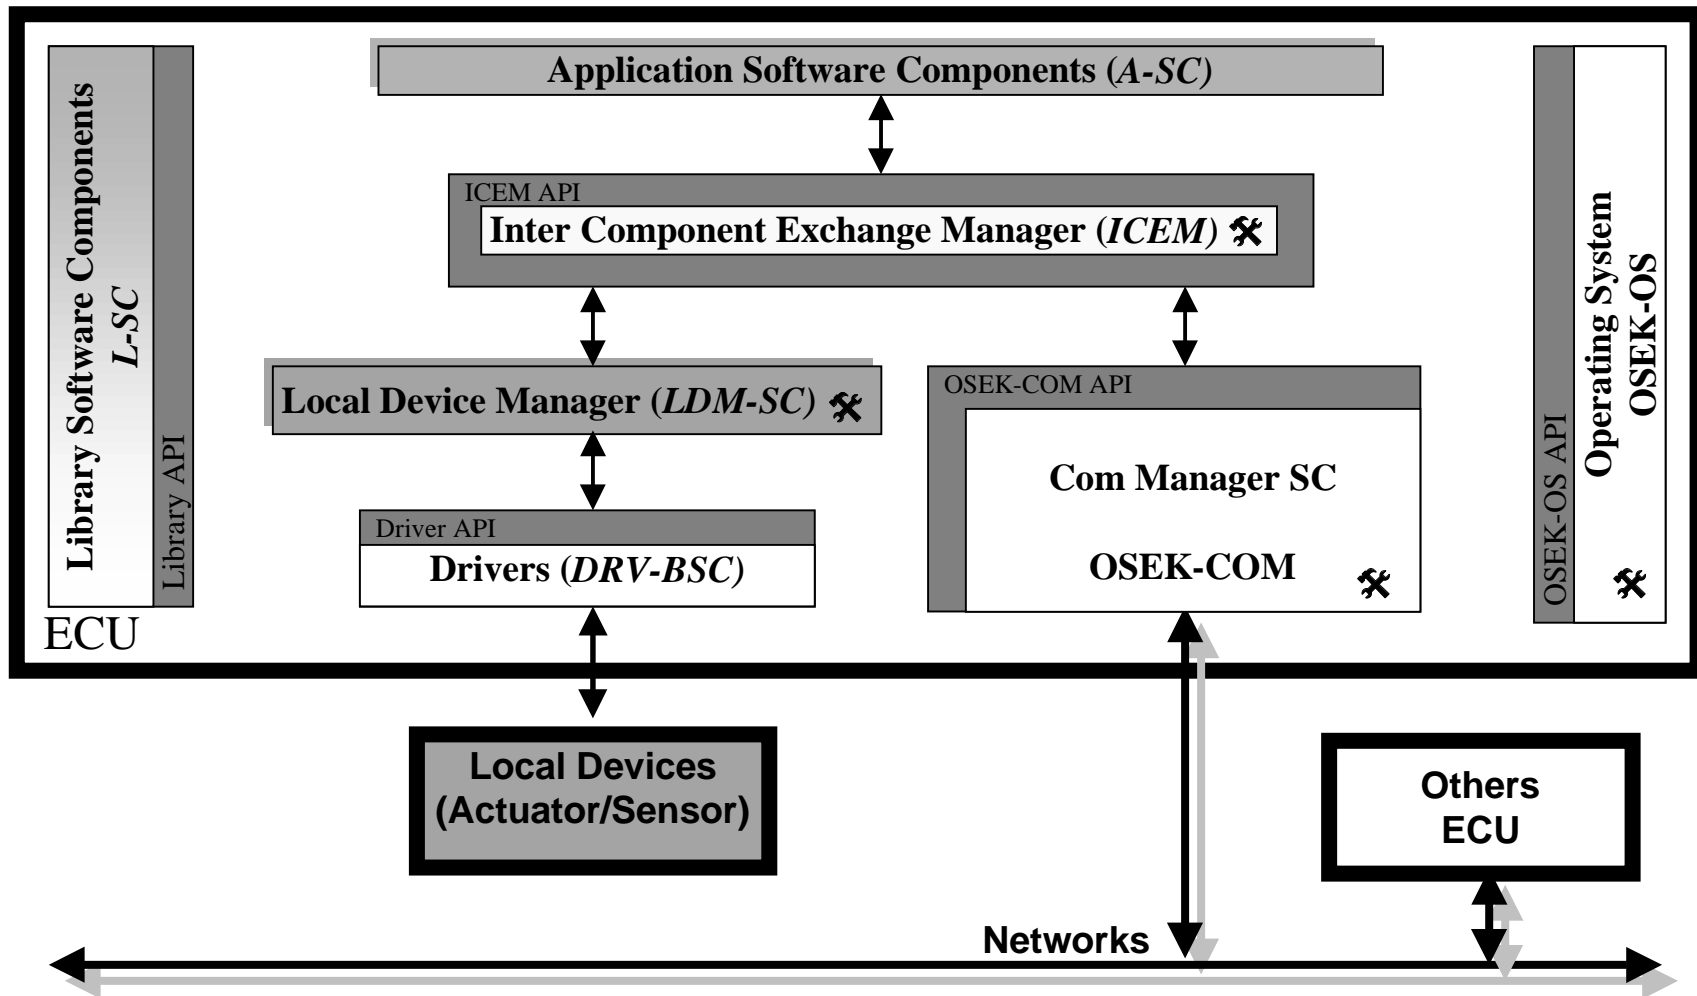 Application Software Components (A-SC)
Library Software Components
L-SC
Library API
ICEM API
Inter Component Exchange Manager (ICEM)
Operating System
OSEK-OS
OSEK-OS API
Local Device Manager (LDM-SC)
OSEK-COM API
Com Manager SC
OSEK-COM
Driver API
Drivers (DRV-BSC)
ECU
Local Devices
(Actuator/Sensor)
Others
ECU
Networks